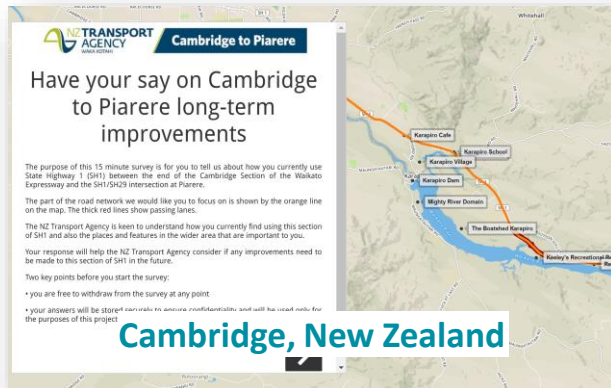 NZ TRANSPORT
AGENCY
WAKA KOTAHI
Cambridge to Piarere
Have your say on Cambridge
to Piarere long-term
improvements
The purpose of this 15 minute survey is for you to tell us about how you currently use
State Highway 1 (SH1) between the end of the Cambridge Section of the Waikato
Expressway and the SH1/SH29 intersection at Piarere.
The part of the road network we would like you to focus on is shown by the orange line
on the map. The thick red lines show passing lanes.
The NZ Transport Agency is keen to understand how you currently find using this section
of SH1 and also the places and features in the wider area that are important to you.
Your response will help the NZ Transport Agency consider if any improvements need to
be made to this section of SH1 in the future.
Two key points before you start the survey:
• you are free to withdraw from the survey at any point
• your answers will be stored securely to ensure confidentiality and will be used only for
the purposes of this project
Whitehall
Karapiro Cafe
Karapiro School
Karapiro Village
Karapiro Dam
Mighty River Domain
The Boatshed Karapiro
Keeley's Recreational Re
Cambridge, New Zealand